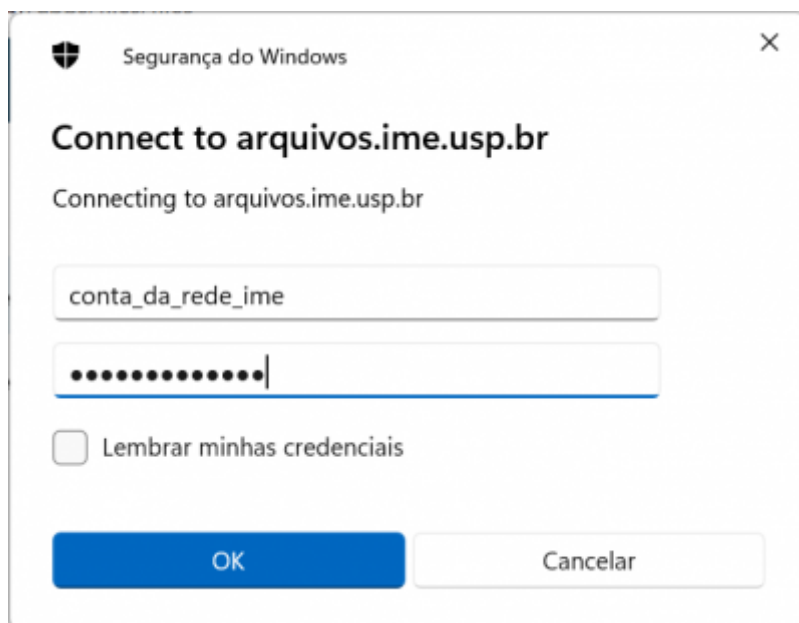 Segurança do Windows
Connect to arquivos.ime.usp.br
Connecting to arquivos.ime.usp.br
conta_da_rede_ime
●●●●●●●●●●●●●
Lembrar minhas credenciais
OK
Cancelar